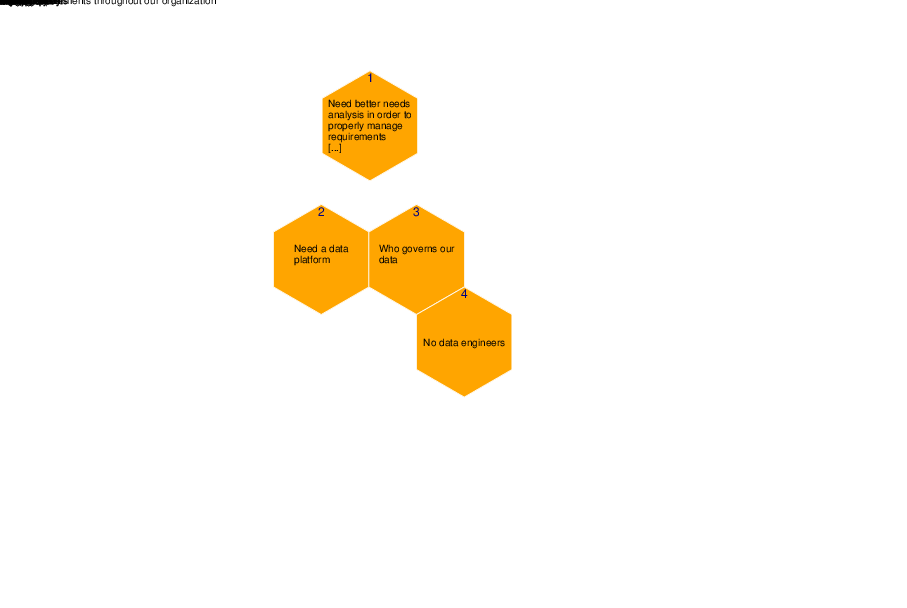 ments throughout our organization
1
Need better needs
analysis in order to
properly manage
requirements
[...]
2
Need a data
platform
3
Who governs our
data
4
No data engineers